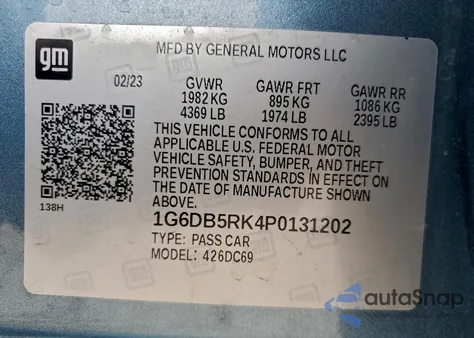 gm
MFD BY GENERAL MOTORS LLC
02/23 GVWR GAWR FRT GAWR RR
1982 KG 895 KG 1086 KG
4369 LB 1974 LB 2395 LB
THIS VEHICLE CONFORMS TO ALL
APPLICABLE U.S. FEDERAL MOTOR
VEHICLE SAFETY, BUMPER, AND THEFT
PREVENTION STANDARDS IN EFFECT ON
THE DATE OF MANUFACTURE SHOWN
ABOVE.
138H
1G6DB5RK4P0131202
TYPE: PASS CAR
MODEL: 426DC69
autoSnap